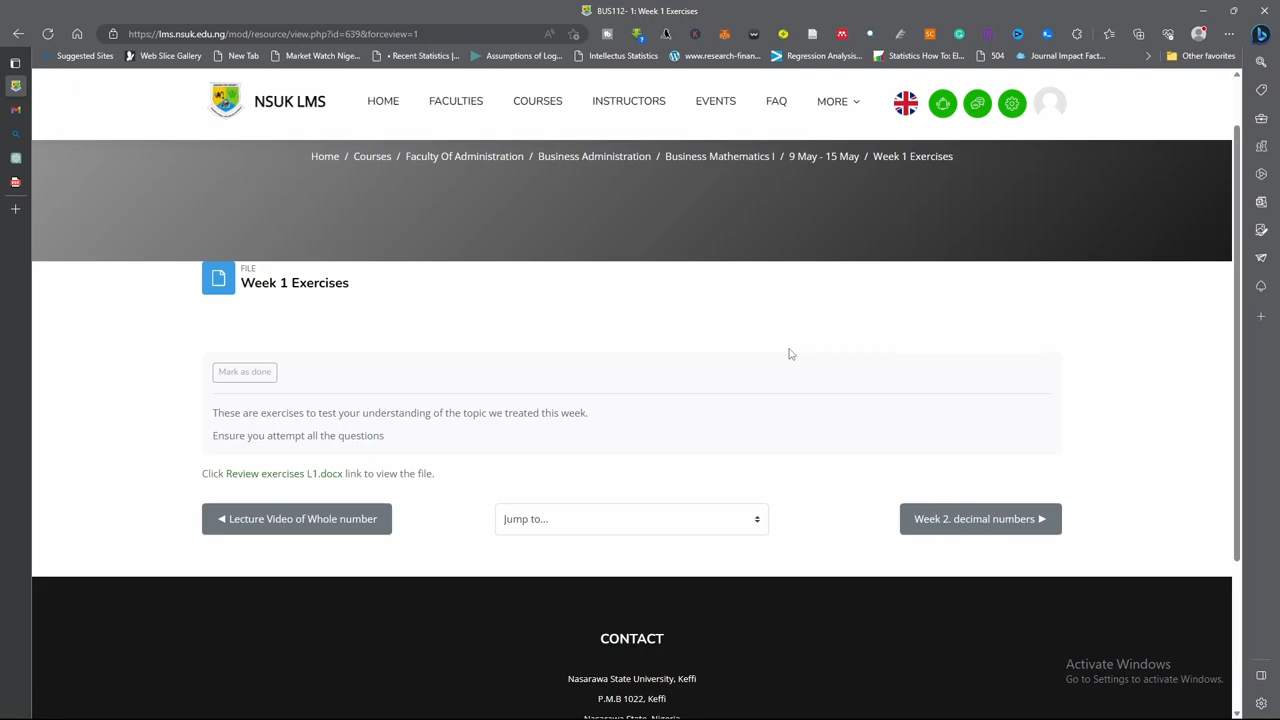 BUS112- 1: Week 1 Exercises
https://lms.nsuk.edu.ng/mod/resource/view.php?id=639&forceview=1
Suggested Sites Web Slice Gallery New Tab Market Watch Nige... • Recent Statistics |... Assumptions of Log... Intellectus Statistics www.research-finan... Regression Analysis... Statistics How To: El... 504 Journal Impact Fact... Other favorites
NSUK LMS HOME FACULTIES COURSES INSTRUCTORS EVENTS FAQ MORE
Home / Courses / Faculty Of Administration / Business Administration / Business Mathematics I / 9 May - 15 May / Week 1 Exercises
FILE
Week 1 Exercises
Mark as done
These are exercises to test your understanding of the topic we treated this week.
Ensure you attempt all the questions
Click Review exercises L1.docx link to view the file.
◀ Lecture Video of Whole number Jump to... Week 2. decimal numbers ▶
CONTACT
Nasarawa State University, Keffi
P.M.B 1022, Keffi
Nasarawa State, Nigeria
Activate Windows
Go to Settings to activate Windows.